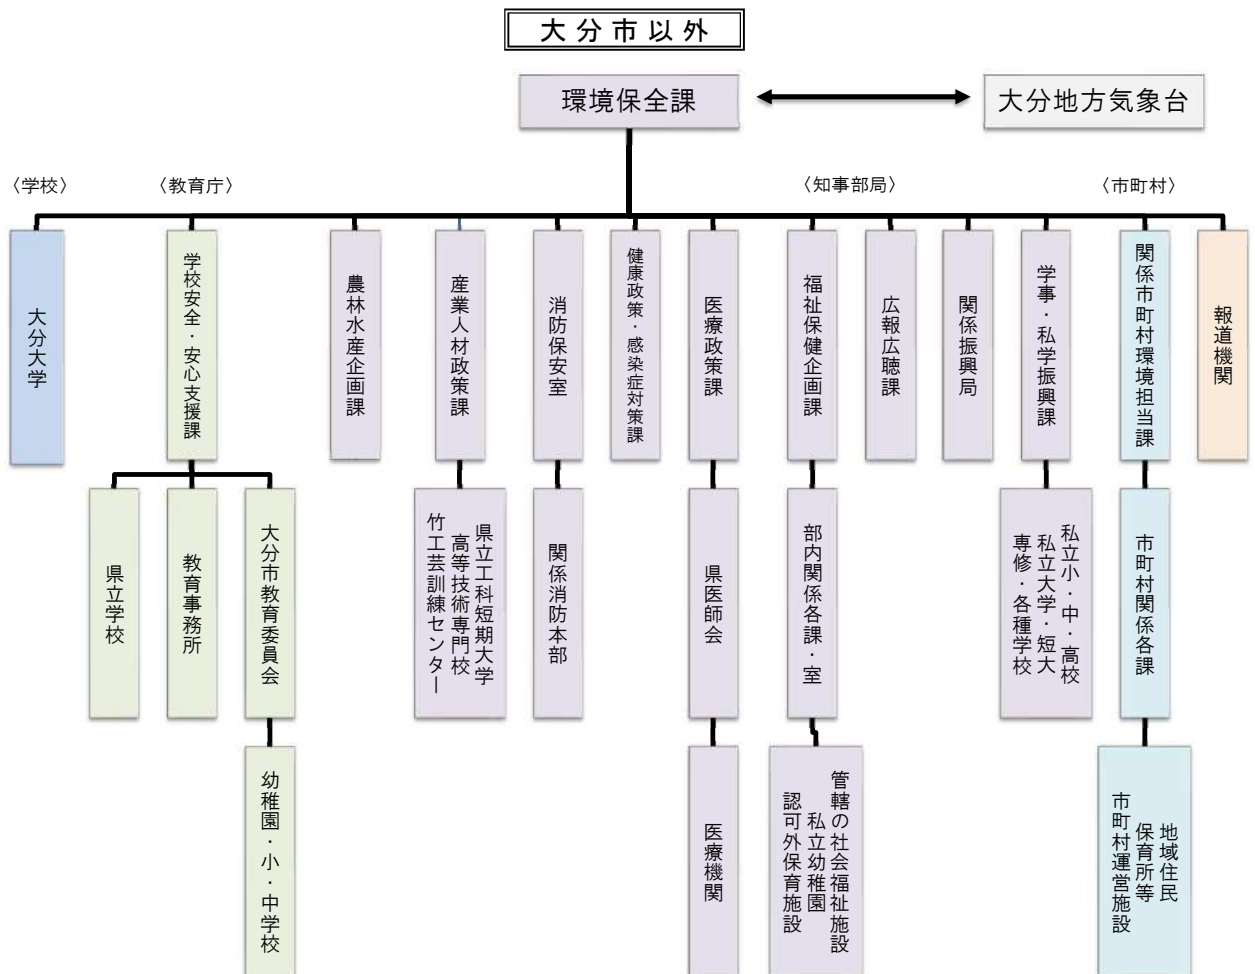 大分市以外
環境保全課
大分地方気象台
〈学校〉
〈教育庁〉
〈知事部局〉
〈市町村〉
大分大学
学校安全・安心支援課
農林水産企画課
産業人材政策課
消防保安室
健康政策・感染症対策課
医療政策課
福祉保健企画課
広報広聴課
関係振興局
学事・私学振興課
関係市町村環境担当課
報道機関
県立学校
教育事務所
大分市教育委員会
県立工科短期大学
高等技術専門校
竹工芸訓練センター
関係消防本部
県医師会
部内関係各課・室
私立小・中・高校
私立大学・短大
専修・各種学校
市町村関係各課
幼稚園・小・中学校
医療機関
管轄の社会福祉施設
私立幼稚園
認可外保育施設
地域住民
保育所等
市町村運営施設